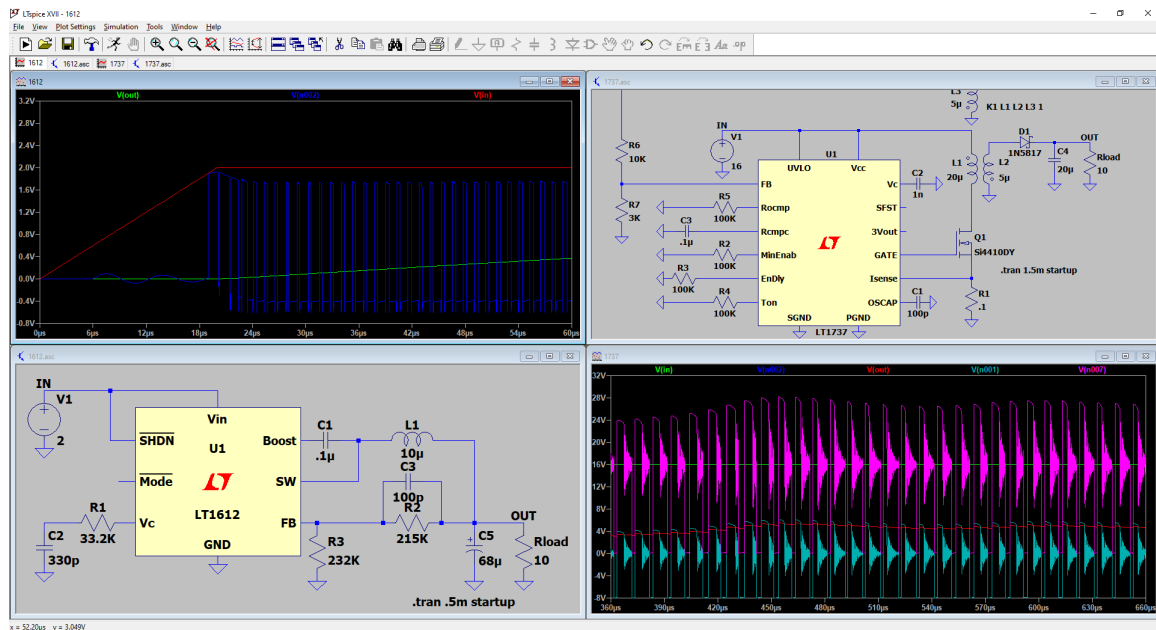 LTspice XVII - 1612
File View Plot Settings Simulation Tools Window Help
1612 1612.asc 1737 1737.asc
1612
V(out) V(n002) V(in)
3.2V
2.8V
2.4V
2.0V
1.6V
1.2V
0.8V
0.4V
0.0V
-0.4V
-0.8V
0µs 6µs 12µs 18µs 24µs 30µs 36µs 42µs 48µs 54µs 60µs
1737.asc
L3
5µ
K1 L1 L2 L3 1
IN
V1
16
R6
10K
R7
3K
U1
UVLO Vcc
FB Vc
Rocmp SFST
Rcmpc 3Vout
MinEnab GATE
EnDly Isense
Ton OSCAP
SGND PGND
LT1737
R5
100K
C3
.1µ
R2
100K
R3
100K
R4
100K
C2
1n
L1
20µ
L2
5µ
D1
1N5817
OUT
C4
20µ
Rload
10
Q1
Si4410DY
.tran 1.5m startup
R1
.1
C1
100p
1612.asc
IN
V1
2
Vin
SHDN
U1
Boost
Mode
SW
LT1612
Vc
FB
GND
C1
.1µ
L1
10µ
C3
100p
R2
215K
OUT
R1
33.2K
C2
330p
R3
232K
C5
68µ
Rload
10
.tran .5m startup
1737
V(in) V(n002) V(out) V(n001) V(n007)
32V
28V
24V
20V
16V
12V
8V
4V
0V
-4V
-8V
360µs 390µs 420µs 450µs 480µs 510µs 540µs 570µs 600µs 630µs 660µs
x = 52.20us y = 3.049V